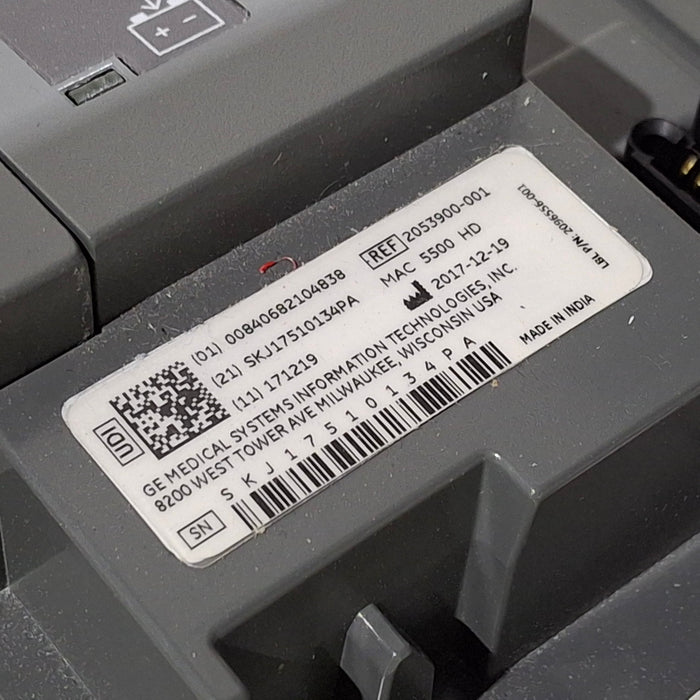 (01) 00840682104838
(21) SKJ17510134PA
(11) 171219
REF 2053900-001
MAC 5500 HD
2017-12-19
LBL P/N: 2096556-001
UDI
GE MEDICAL SYSTEMS INFORMATION TECHNOLOGIES, INC.
8200 WEST TOWER AVE MILWAUKEE, WISCONSIN USA
MADE IN INDIA
SN
S K J 1 7 5 1 0 1 3 4 P A